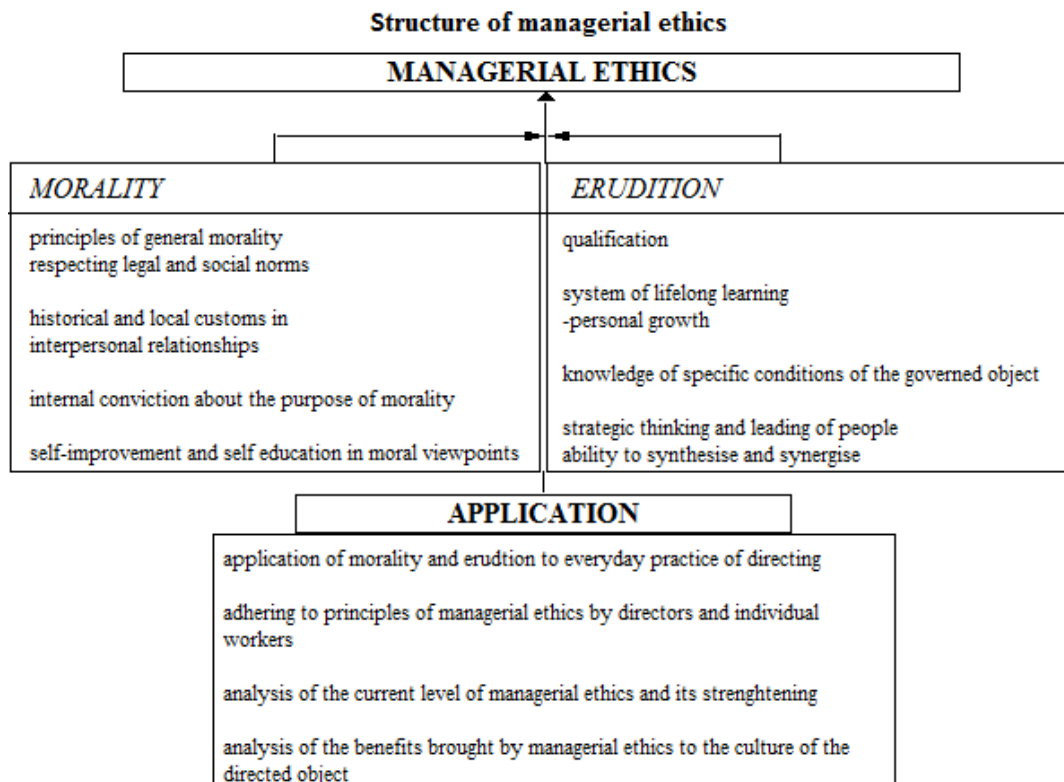 Structure of managerial ethics
MANAGERIAL ETHICS
MORALITY
principles of general morality
respecting legal and social norms
historical and local customs in
interpersonal relationships
internal conviction about the purpose of morality
self-improvement and self education in moral viewpoints
ERUDITION
qualification
system of lifelong learning
-personal growth
knowledge of specific conditions of the governed object
strategic thinking and leading of people
ability to synthesise and synergise
APPLICATION
application of morality and erudtion to everyday practice of directing
adhering to principles of managerial ethics by directors and individual
workers
analysis of the current level of managerial ethics and its strenghtening
analysis of the benefits brought by managerial ethics to the culture of the
directed object